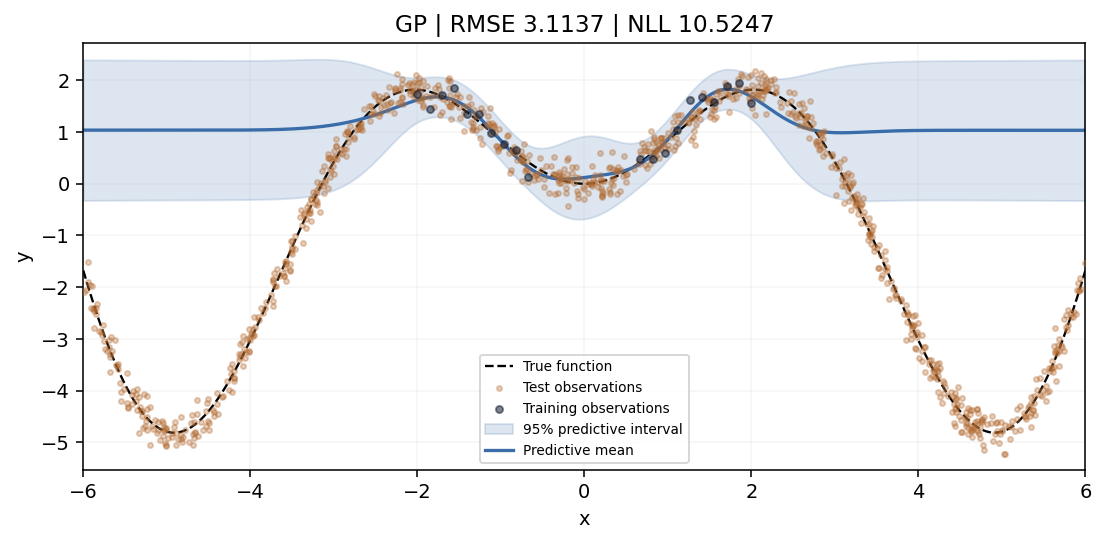 GP | RMSE 3.1137 | NLL 10.5247
2
1
0
−1
−2
−3
−4
−5
y
True function
Test observations
Training observations
95% predictive interval
Predictive mean
−6
−4
−2
0
2
4
6
x